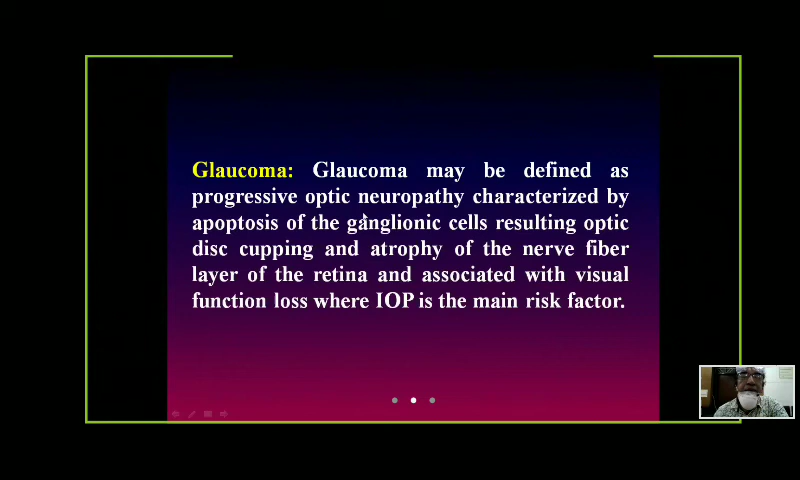 Glaucoma: Glaucoma may be defined as
progressive optic neuropathy characterized by
apoptosis of the ganglionic cells resulting optic
disc cupping and atrophy of the nerve fiber
layer of the retina and associated with visual
function loss where IOP is the main risk factor.